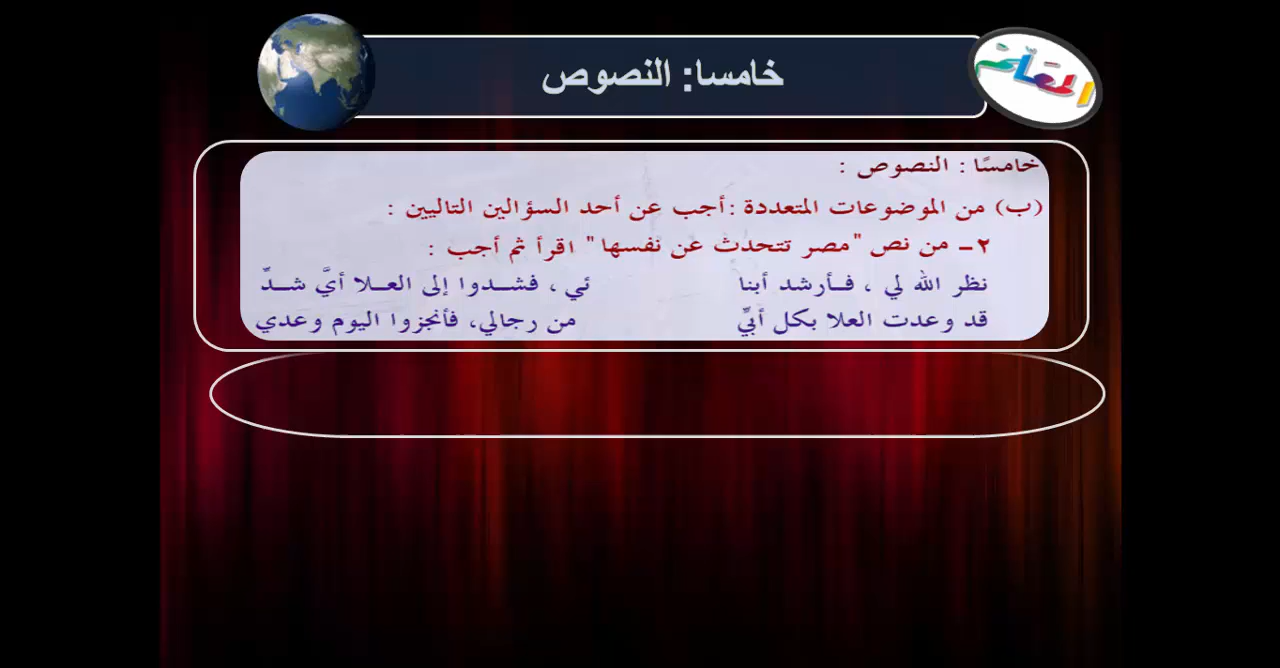 خامسا: النصوص
المعلم
خامسًا : النصوص :
(ب) من الموضوعات المتعددة : أجب عن أحد السؤالين التاليين :
٢- من نص "مصر تتحدث عن نفسها" اقرأ ثم أجب :
نظر الله لي ، فـأرشد أبنا ئي ، فشـدوا إلى العـلا أيَّ شـدِّ
قد وعدت العلا بكل أبيٍّ من رجالي، فأنجزوا اليوم وعدي